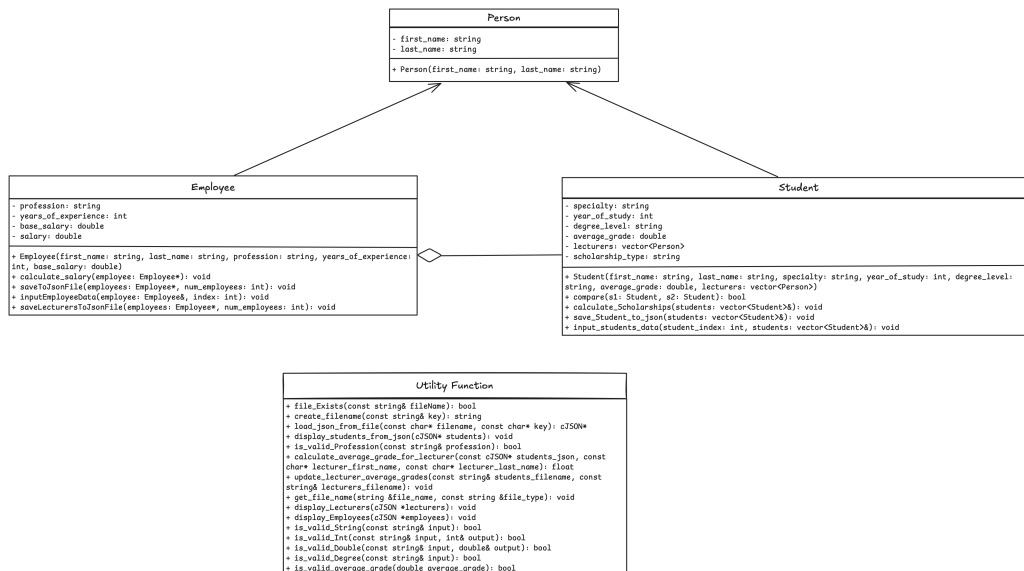 Person
- first_name: string
- last_name: string
+ Person(first_name: string, last_name: string)
Employee
- profession: string
- years_of_experience: int
- base_salary: double
- salary: double
+ Employee(first_name: string, last_name: string, profession: string, years_of_experience:
int, base_salary: double)
+ calculate_salary(employee: Employee*): void
+ saveToJsonFile(employees: Employee*, num_employees: int): void
+ inputEmployeeData(employee: Employee&, index: int): void
+ saveLecturersToJsonFile(employees: Employee*, num_employees: int): void
Student
- specialty: string
- year_of_study: int
- degree_level: string
- average_grade: double
- lecturers: vector<Person>
- scholarship_type: string
+ Student(first_name: string, last_name: string, specialty: string, year_of_study: int, degree_level:
string, average_grade: double, lecturers: vector<Person>)
+ compare(s1: Student, s2: Student): bool
+ calculate_Scholarships(students: vector<Student>&): void
+ save_Student_to_json(students: vector<Student>&): void
+ input_students_data(student_index: int, students: vector<Student>&): void
Utility Function
+ file_Exists(const string& fileName): bool
+ create_filename(const string& key): string
+ load_json_from_file(const char* filename, const char* key): cJSON*
+ display_students_from_json(cJSON* students): void
+ is_valid_Profession(const string& profession): bool
+ calculate_average_grade_for_lecturer(const cJSON* students_json, const
char* lecturer_first_name, const char* lecturer_last_name): float
+ update_lecturer_average_grades(const string& students_filename, const
string& lecturers_filename): void
+ get_file_name(string &file_name, const string &file_type): void
+ display_Lecturers(cJSON *lecturers): void
+ display_Employees(cJSON *employees): void
+ is_valid_String(const string& input): bool
+ is_valid_Int(const string& input, int& output): bool
+ is_valid_Double(const string& input, double& output): bool
+ is_valid_Degree(const string& input): bool
+ is_valid_average_grade(double average_grade): bool